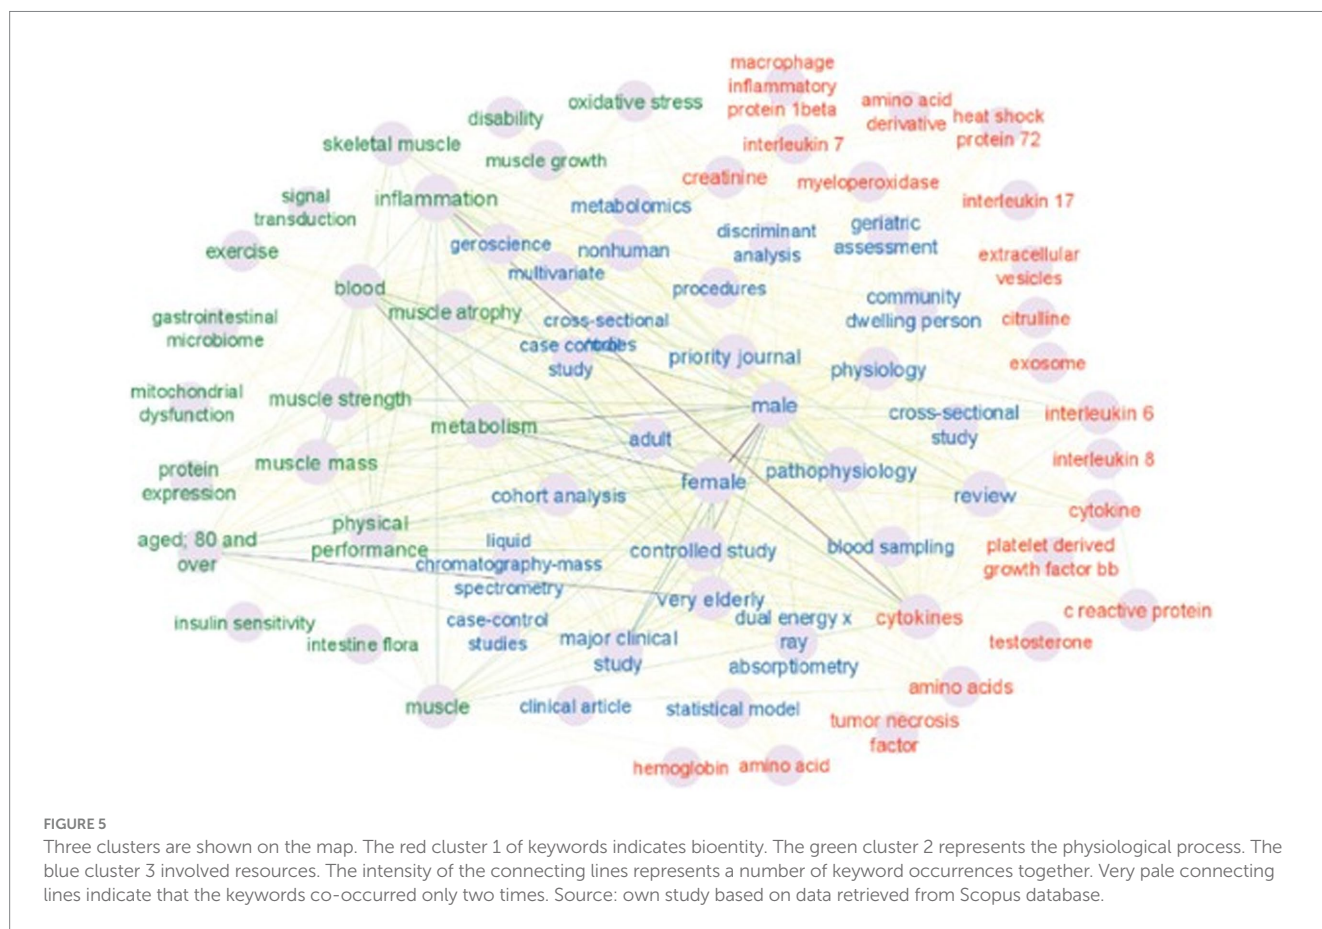 macrophage
inflammatory
protein 1beta
oxidative stress
amino acid
derivative
disability
heat shock
protein 72
skeletal muscle
interleukin 7
muscle growth
creatinine
myeloperoxidase
signal
transduction
inflammation
metabolomics
interleukin 17
discriminant
analysis
geriatric
assessment
exercise
geroscience
nonhuman
extracellular
vesicles
multivariate
blood
procedures
community
dwelling person
gastrointestinal
microbiome
muscle atrophy
cross-sectional
citrulline
case control
study
priority journal
physiology
exosome
mitochondrial
dysfunction
muscle strength
male
cross-sectional
study
interleukin 6
metabolism
adult
muscle mass
protein
expression
female
pathophysiology
interleukin 8
cohort analysis
review
cytokine
aged, 80 and
over
physical
performance
liquid
chromatography-mass
spectrometry
controlled study
blood sampling
platelet derived
growth factor bb
very elderly
insulin sensitivity
case-control
studies
dual energy x
ray
absorptiometry
cytokines
c reactive protein
intestine flora
major clinical
study
testosterone
amino acids
muscle
clinical article
statistical model
tumor necrosis
factor
hemoglobin
amino acid
FIGURE 5
Three clusters are shown on the map. The red cluster 1 of keywords indicates bioentity. The green cluster 2 represents the physiological process. The
blue cluster 3 involved resources. The intensity of the connecting lines represents a number of keyword occurrences together. Very pale connecting
lines indicate that the keywords co-occurred only two times. Source: own study based on data retrieved from Scopus database.